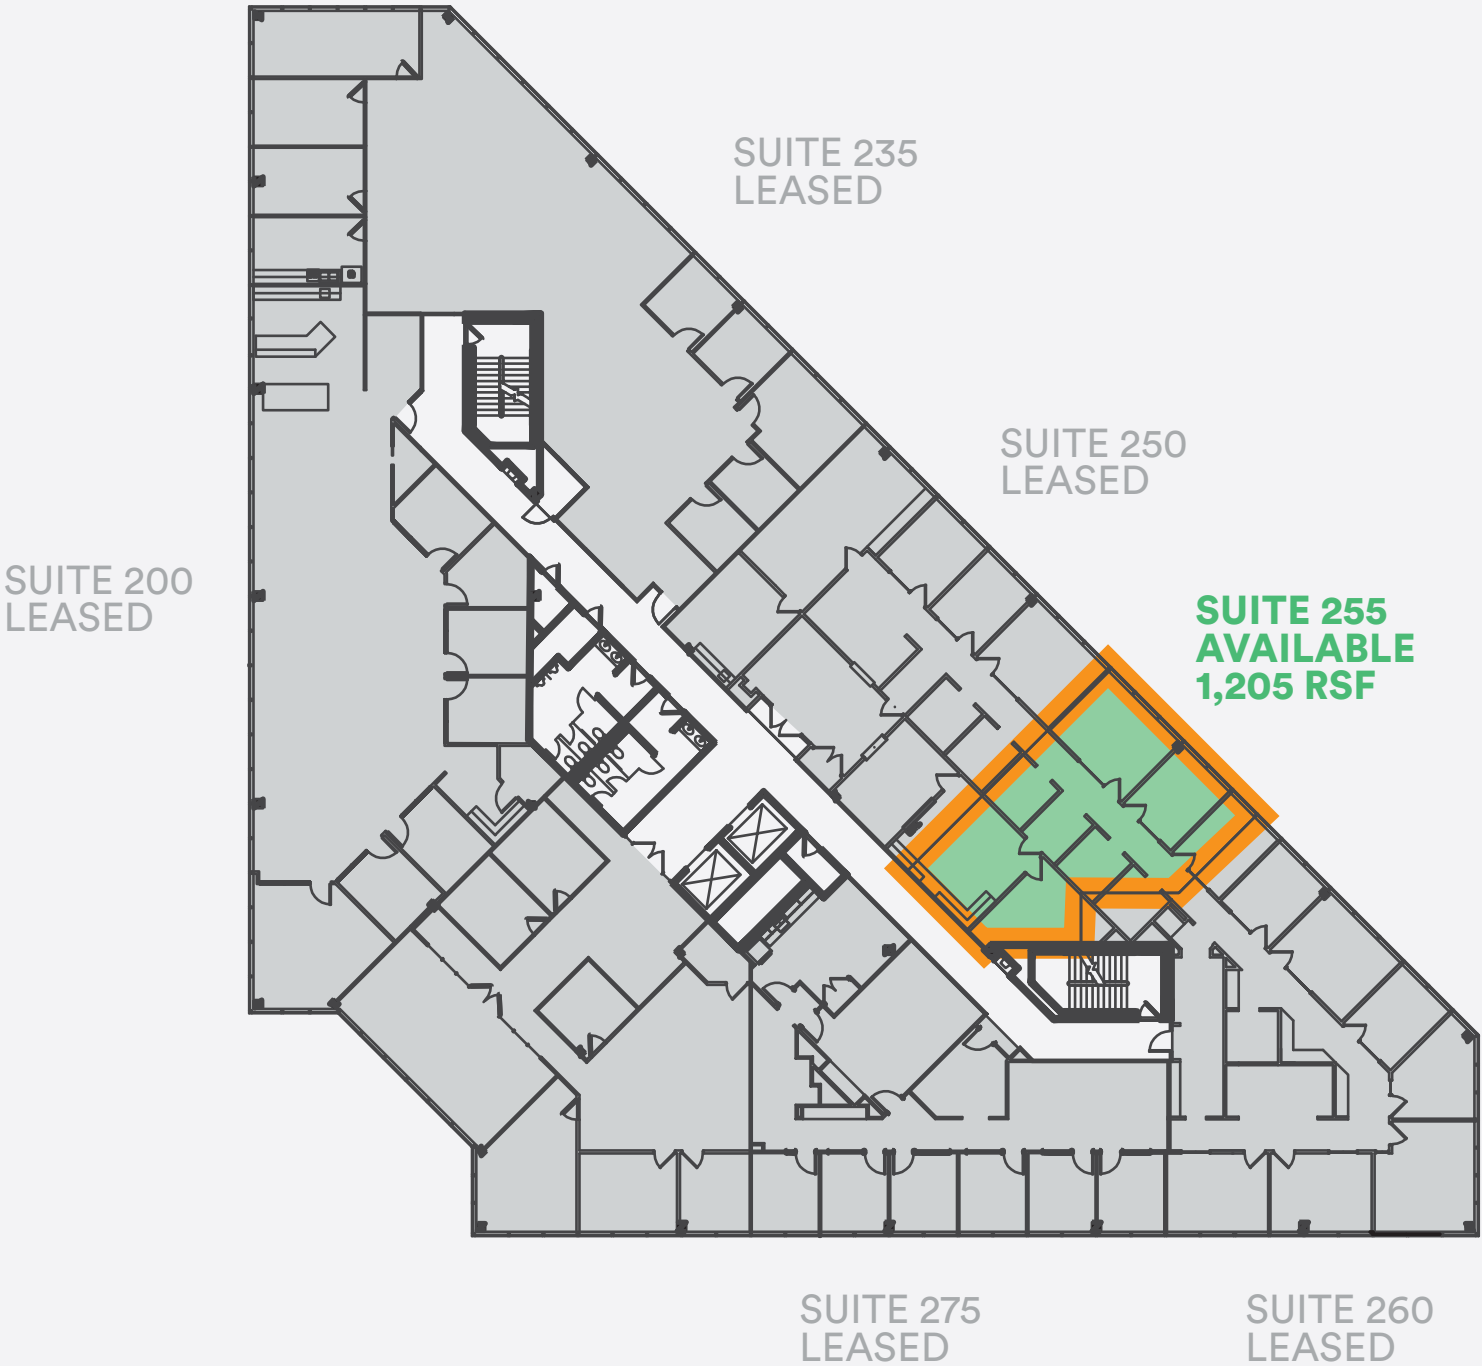 SUITE 235
LEASED
SUITE 250
LEASED
SUITE 200
LEASED
SUITE 255
AVAILABLE
1,205 RSF
SUITE 275
LEASED
SUITE 260
LEASED